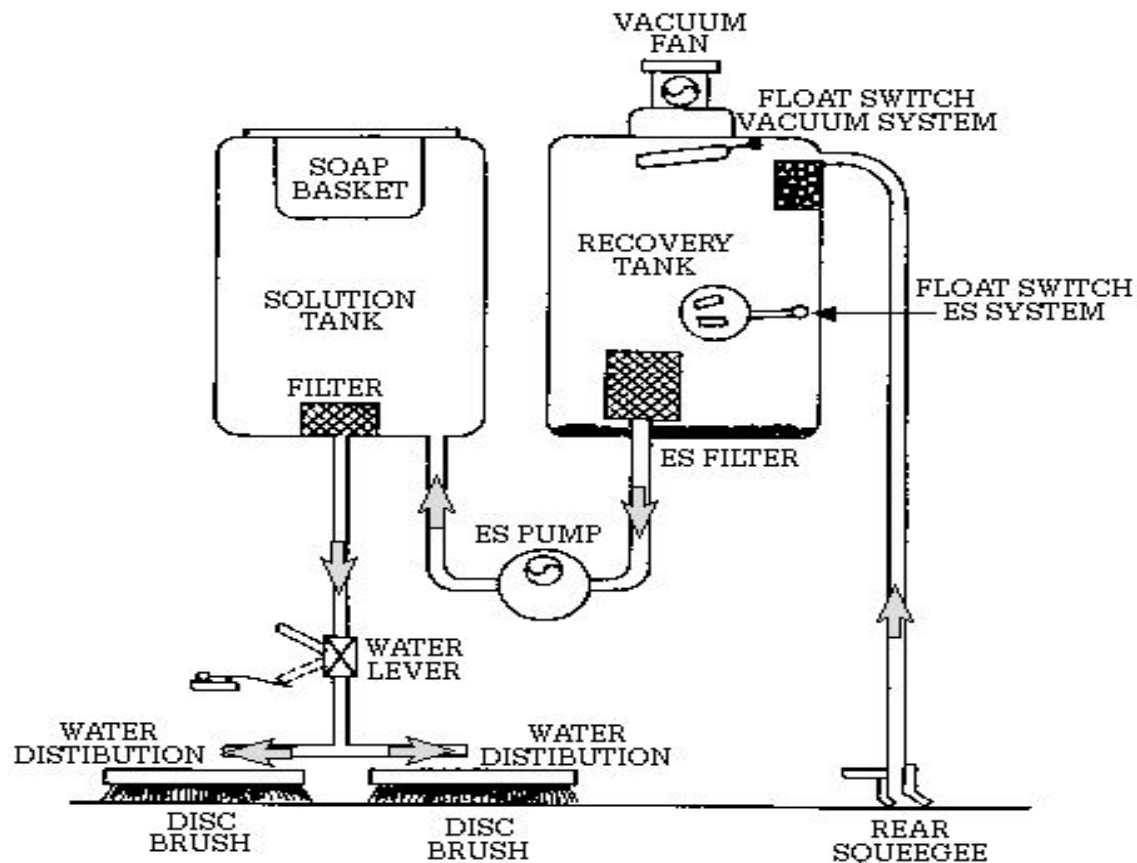 VACUUM
FAN
FLOAT SWITCH
VACUUM SYSTEM
SOAP
BASKET
RECOVERY
TANK
SOLUTION
TANK
FLOAT SWITCH
ES SYSTEM
FILTER
ES FILTER
ES PUMP
WATER
LEVER
WATER
DISTIBUTION
WATER
DISTIBUTION
DISC
BRUSH
DISC
BRUSH
REAR
SQUEEGEE